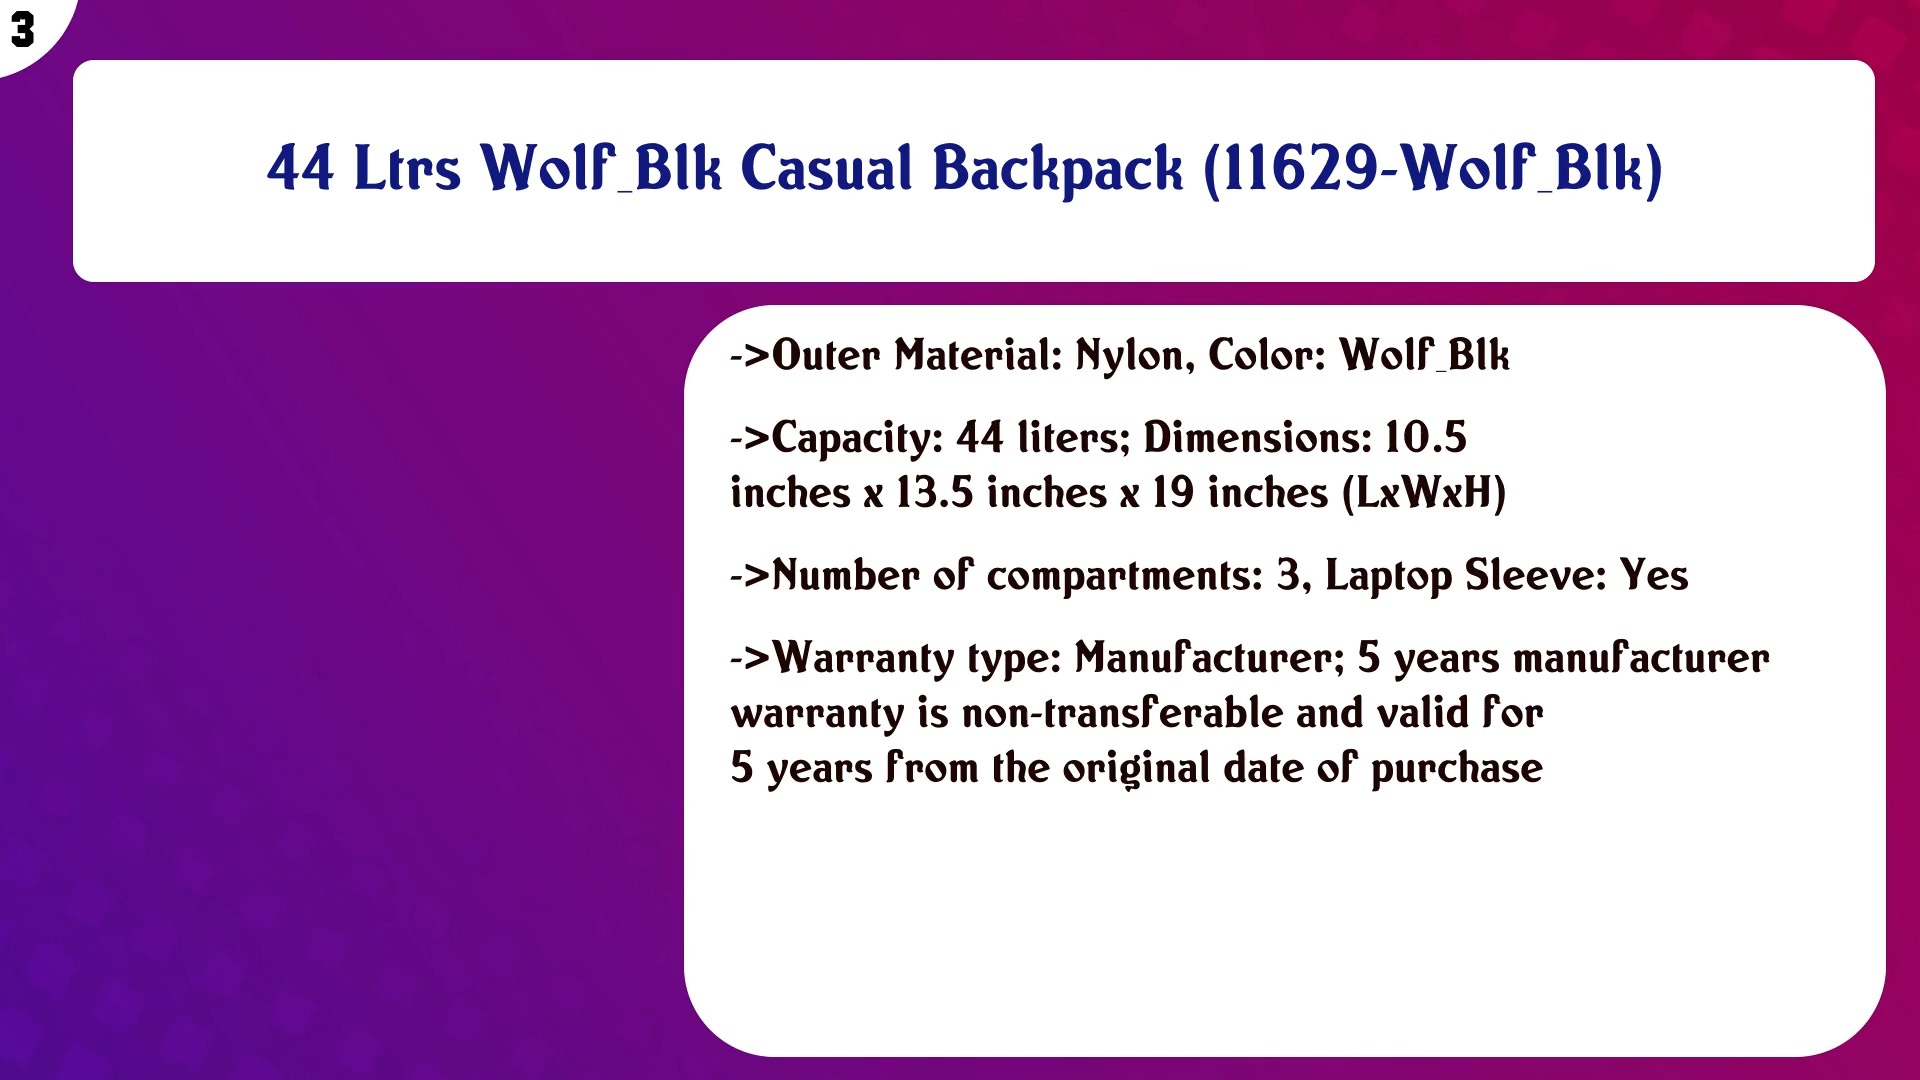 3
44 Ltrs Wolf_Blk Casual Backpack (11629-Wolf_Blk)
->Outer Material: Nylon, Color: Wolf_Blk
->Capacity: 44 liters; Dimensions: 10.5
inches x 13.5 inches x 19 inches (LxWxH)
->Number of compartments: 3, Laptop Sleeve: Yes
->Warranty type: Manufacturer; 5 years manufacturer
warranty is non-transferable and valid for
5 years from the original date of purchase